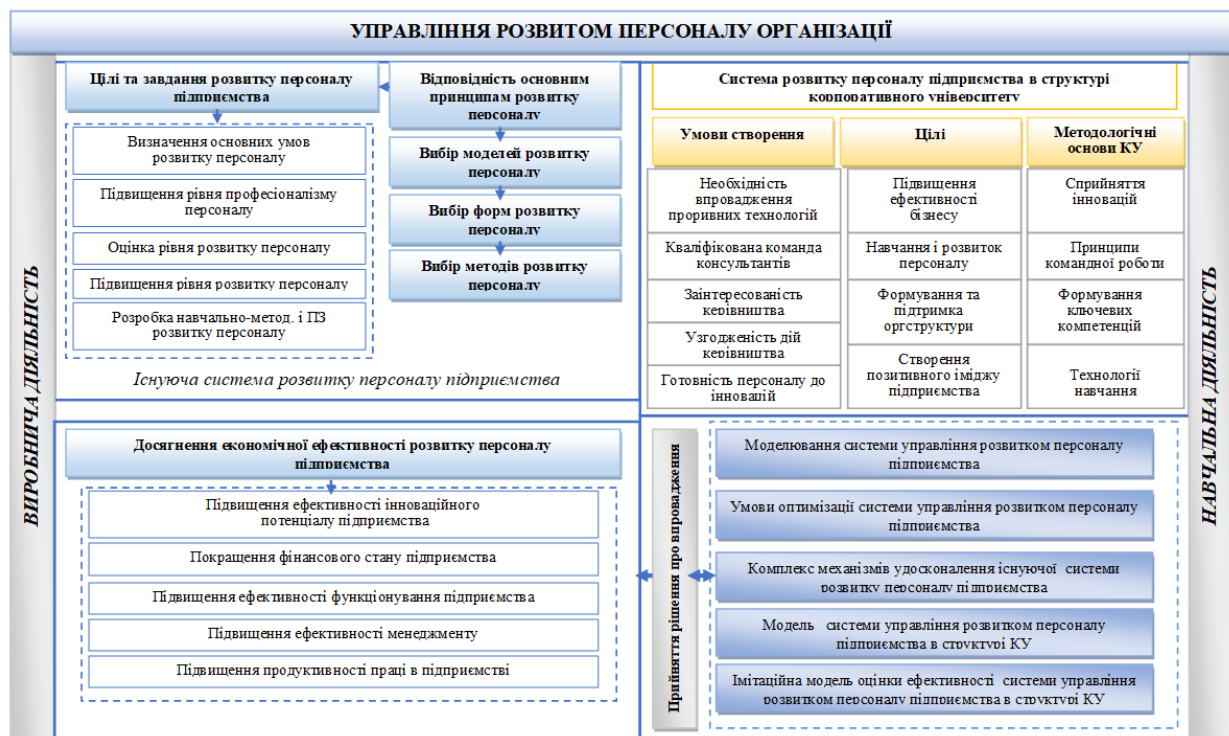 УПРАВЛІННЯ РОЗВИТОМ ПЕРСОНАЛУ ОРГАНІЗАЦІЇ
ВИРОБНИЧА ДІЯЛЬНІСТЬ
Цілі та завдання розвитку персоналу
підприємства
Визначення основних умов
розвитку персоналу
Підвищення рівня професіоналізму
персоналу
Оцінка рівня розвитку персоналу
Підвищення рівня розвитку персоналу
Розробка навчально-метод. і ПЗ
розвитку персоналу
Відповідність основним
принципам розвитку
персоналу
Вибір моделей розвитку
персоналу
Вибір форм розвитку
персоналу
Вибір методів розвитку
персоналу
Існуюча система розвитку персоналу підприємства
Система розвитку персоналу підприємства в структурі
корпоративного університету
Умови створення
Необхідність
впровадження
проривних технологій
Кваліфікована команда
консультантів
Заінтересованість
керівництва
Узгодженість дій
керівництва
Готовність персоналу до
інновацій
Цілі
Підвищення
ефективності
бізнесу
Навчання і розвиток
персоналу
Формування та
підтримка
оргструктури
Створення
позитивного іміджу
підприємства
Методологічні
основи КУ
Сприйняття
інновацій
Принципи
командної роботи
Формування
ключевих
компетенцій
Технології
навчання
Досягнення економічної ефективності розвитку персоналу
підприємства
Підвищення ефективності інноваційного
потенціалу підприємства
Покращення фінансового стану підприємства
Підвищення ефективності функціонування підприємства
Підвищення ефективності менеджменту
Підвищення продуктивності праці в підприємстві
Прийняття рішення про впровадження
Моделювання системи управління розвитком персоналу
підприємства
Умови оптимізації системи управління розвитком персоналу
підприємства
Комплекс механізмів удосконалення існуючої системи
розвитку персоналу підприємства
Модель системи управління розвитком персоналу
підприємства в структурі КУ
Імітаційна модель оцінки ефективності системи управління
розвитком персоналу підприємства в структурі КУ
НАВЧАЛЬНА ДІЯЛЬНІСТЬ